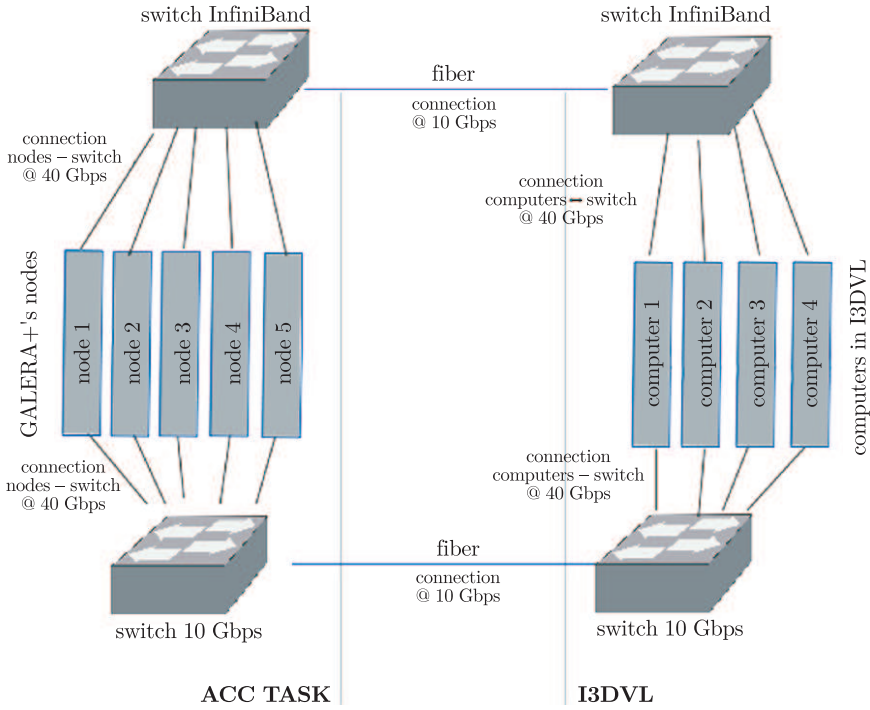 switch InfiniBand
switch InfiniBand
fiber
connection
@ 10 Gbps
connection
nodes – switch
@ 40 Gbps
connection
computers – switch
@ 40 Gbps
GALERA+'s nodes
node 1
node 2
node 3
node 4
node 5
computer 1
computer 2
computer 3
computer 4
computers in I3DVL
connection
nodes – switch
@ 40 Gbps
connection
computers – switch
@ 40 Gbps
fiber
connection
@ 10 Gbps
switch 10 Gbps
switch 10 Gbps
ACC TASK
I3DVL